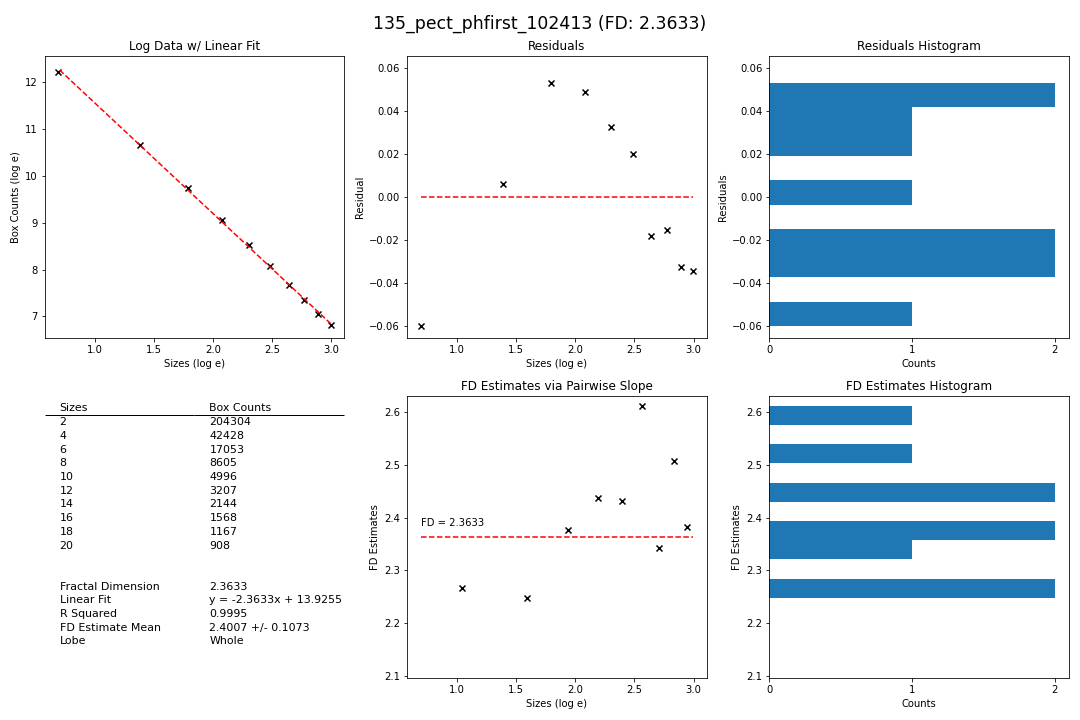 135_pect_phfirst_102413 (FD: 2.3633)
Log Data w/ Linear Fit
Box Counts (log e)
12
11
10
9
8
7
1.0 1.5 2.0 2.5 3.0
Sizes (log e)
Residuals
Residual
0.06
0.04
0.02
0.00
−0.02
−0.04
−0.06
1.0 1.5 2.0 2.5 3.0
Sizes (log e)
Residuals Histogram
Residuals
0.06
0.04
0.02
0.00
−0.02
−0.04
−0.06
0 1 2
Counts
Sizes Box Counts
2 204304
4 42428
6 17053
8 8605
10 4996
12 3207
14 2144
16 1568
18 1167
20 908
Fractal Dimension 2.3633
Linear Fit y = -2.3633x + 13.9255
R Squared 0.9995
FD Estimate Mean 2.4007 +/- 0.1073
Lobe Whole
FD Estimates via Pairwise Slope
FD Estimates
2.6
2.5
2.4
2.3
2.2
2.1
FD = 2.3633
1.0 1.5 2.0 2.5 3.0
Sizes (log e)
FD Estimates Histogram
FD Estimates
2.6
2.5
2.4
2.3
2.2
2.1
0 1 2
Counts